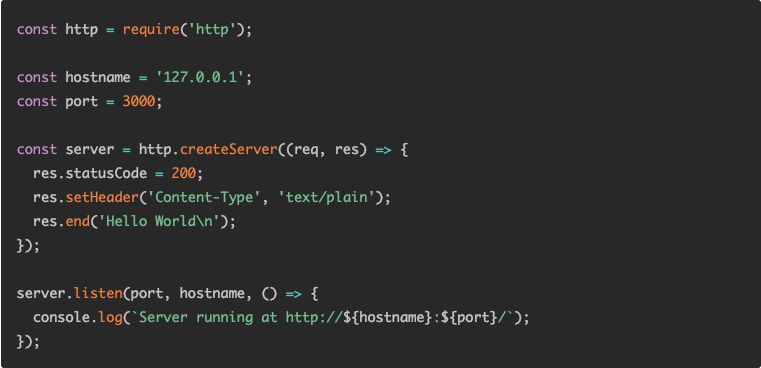 const http = require('http');

const hostname = '127.0.0.1';
const port = 3000;

const server = http.createServer((req, res) => {
  res.statusCode = 200;
  res.setHeader('Content-Type', 'text/plain');
  res.end('Hello World\n');
});

server.listen(port, hostname, () => {
  console.log(`Server running at http://${hostname}:${port}/`);
});